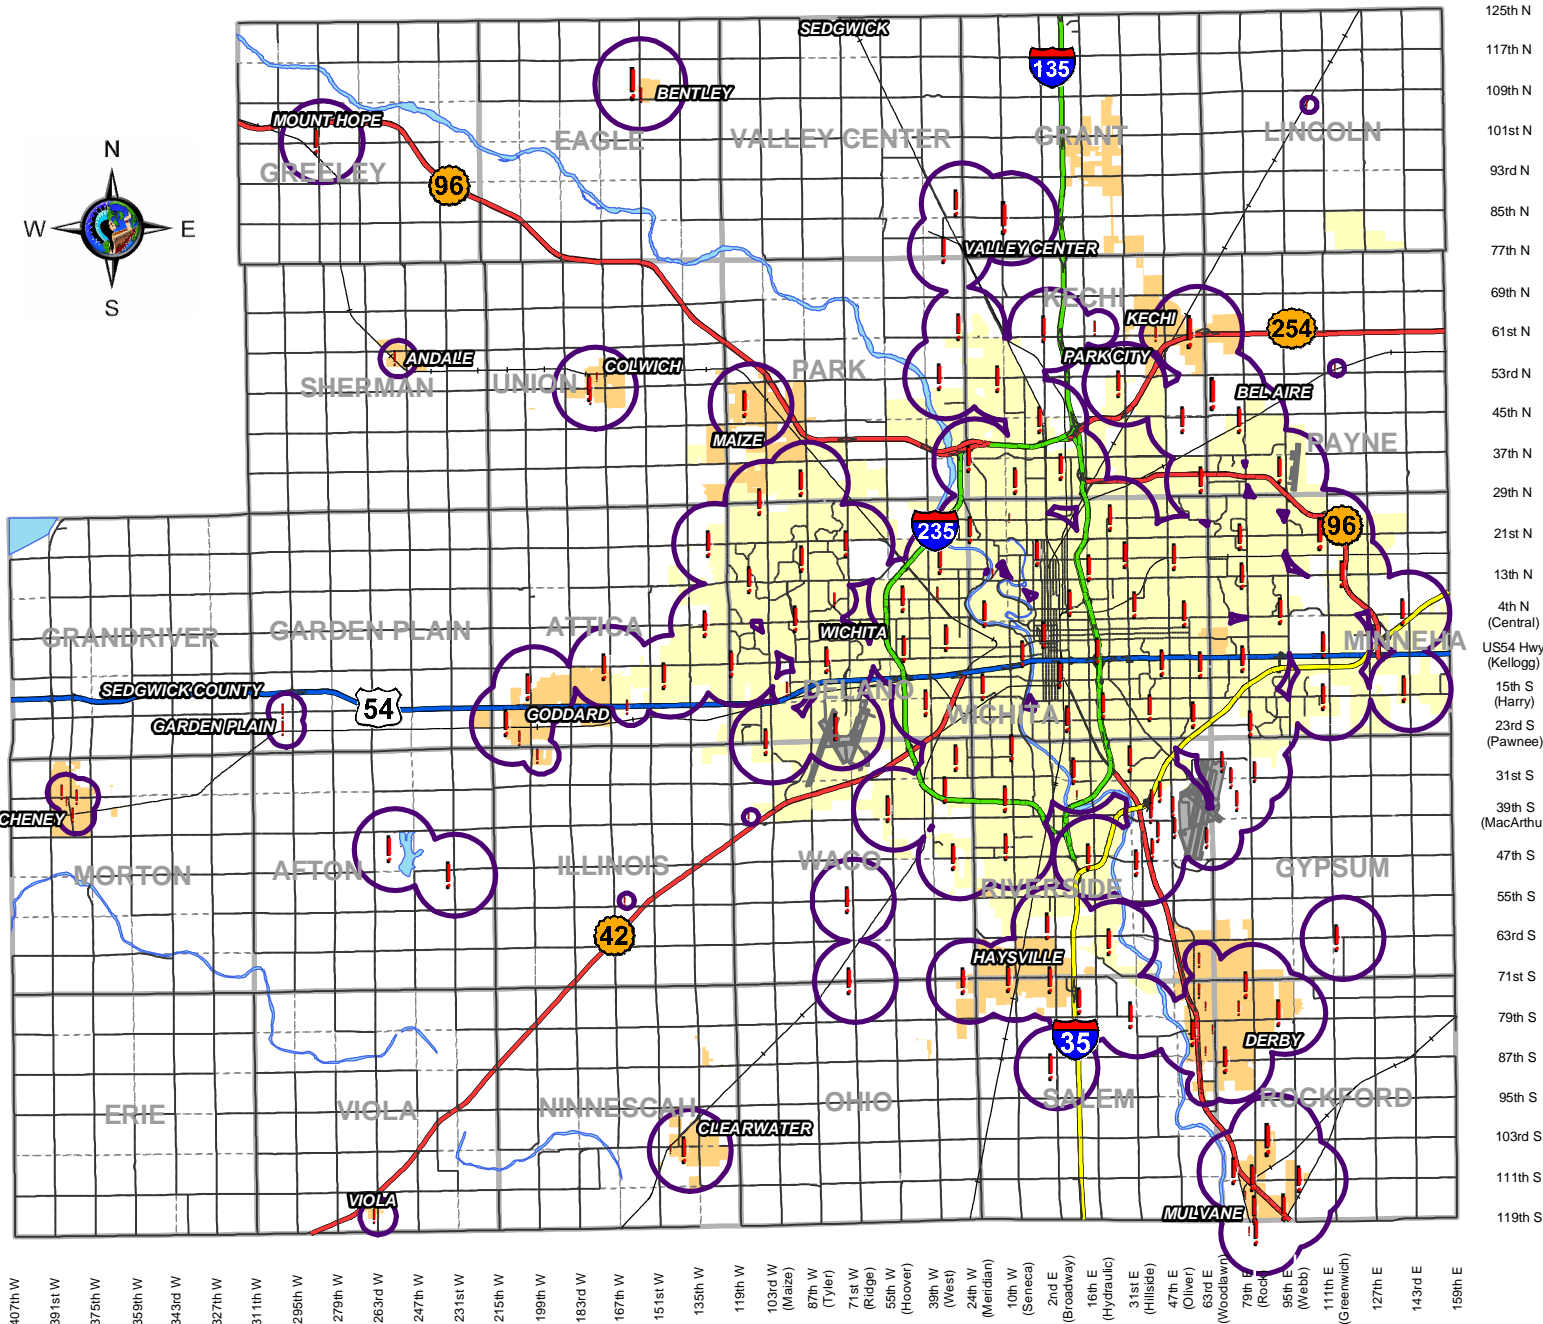 125th N
SEDGWICK
117th N
135
BENTLEY
109th N
MOUNT HOPE
101st N
EAGLE
VALLEY CENTER
GRANT
LINCOLN
N
GREELEY
93rd N
96
85th N
W
E
VALLEY CENTER
77th N
S
69th N
KECHI
KECHI
254
61st N
ANDALE
PARK CITY
COLWICH
PARK
53rd N
SHERMAN
UNION
BEL AIRE
45th N
MAIZE
PAYNE
37th N
29th N
96
235
21st N
13th N
4th N
(Central)
GRANDRIVER
GARDEN PLAIN
ATTICA
WICHITA
MINNEHA
US54 Hwy
(Kellogg)
SEDGWICK COUNTY
DELANO
15th S
(Harry)
54
GODDARD
WICHITA
GARDEN PLAIN
23rd S
(Pawnee)
31st S
CHENEY
39th S
(MacArthu
47th S
MORTON
AFTON
ILLINOIS
WACO
GYPSUM
RIVERSIDE
55th S
42
63rd S
HAYSVILLE
71st S
79th S
35
DERBY
87th S
ERIE
VIOLA
NINNESCAH
OHIO
SALEM
ROCKFORD
95th S
CLEARWATER
103rd S
111th S
VIOLA
MULVANE
119th S
407th W
391st W
375th W
359th W
343rd W
327th W
311th W
295th W
279th W
263rd W
247th W
231st W
215th W
199th W
183rd W
167th W
151st W
135th W
119th W
103rd W
(Maize)
87th W
(Tyler)
71st W
(Ridge)
55th W
(Hoover)
39th W
(West)
24th W
(Meridian)
10th W
(Seneca)
2nd E
(Broadway)
16th E
(Hydraulic)
31st E
(Hillside)
47th E
(Oliver)
63rd E
(Woodlawn)
79th E
(Rock)
95th E
(Webb)
111th E
(Greenwich)
127th E
143rd E
159th E